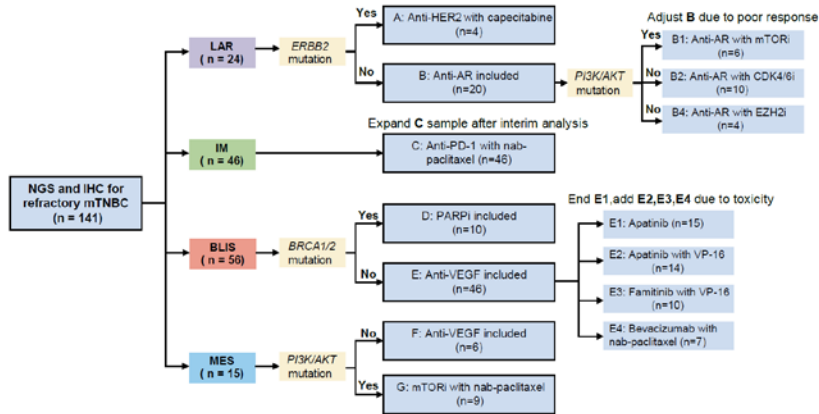 NGS and IHC for
refractory mTNBC
(n = 141)
LAR
( n = 24)
ERBB2
mutation
Yes
A: Anti-HER2 with capecitabine
(n=4)
No
B: Anti-AR included
(n=20)
PI3K/AKT
mutation
Adjust B due to poor response
Yes
B1: Anti-AR with mTORi
(n=6)
No
B2: Anti-AR with CDK4/6i
(n=10)
No
B4: Anti-AR with EZH2i
(n=4)
Expand C sample after interim analysis
IM
( n = 46)
C: Anti-PD-1 with nab-
paclitaxel (n=46)
BLIS
( n = 56)
BRCA1/2
mutation
Yes
D: PARPi included
(n=10)
No
E: Anti-VEGF included
(n=46)
End E1,add E2,E3,E4 due to toxicity
E1: Apatinib (n=15)
E2: Apatinib with VP-16
(n=14)
E3: Famitinib with VP-16
(n=10)
E4: Bevacizumab with
nab-paclitaxel (n=7)
MES
( n = 15)
PI3K/AKT
mutation
No
F: Anti-VEGF included
(n=6)
Yes
G: mTORi with nab-paclitaxel
(n=9)